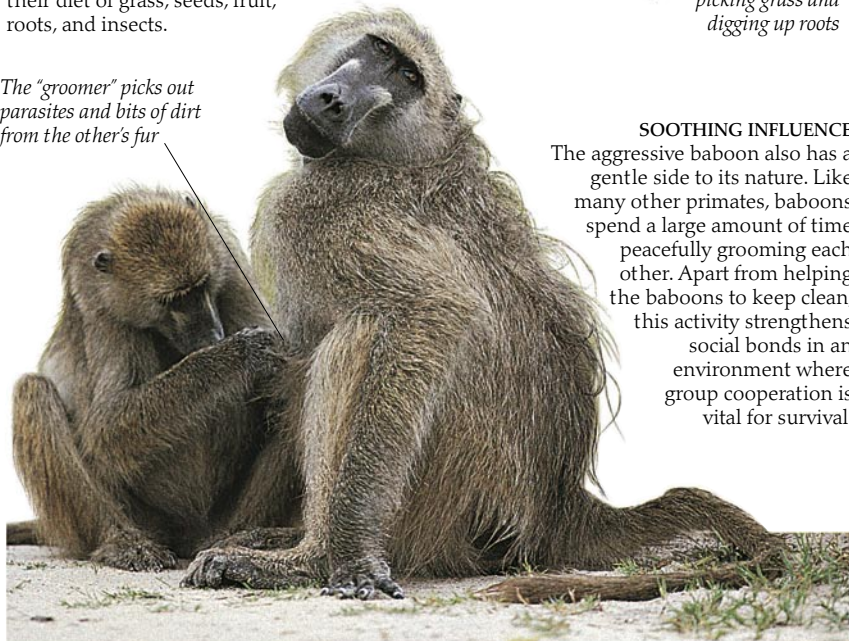 their diet of grass, seeds, fruit,
roots, and insects.
picking grass and
digging up roots
The “groomer” picks out
parasites and bits of dirt
from the other’s fur
SOOTHING INFLUENCE
The aggressive baboon also has a
gentle side to its nature. Like
many other primates, baboons
spend a large amount of time
peacefully grooming each
other. Apart from helping
the baboons to keep clean,
this activity strengthens
social bonds in an
environment where
group cooperation is
vital for survival